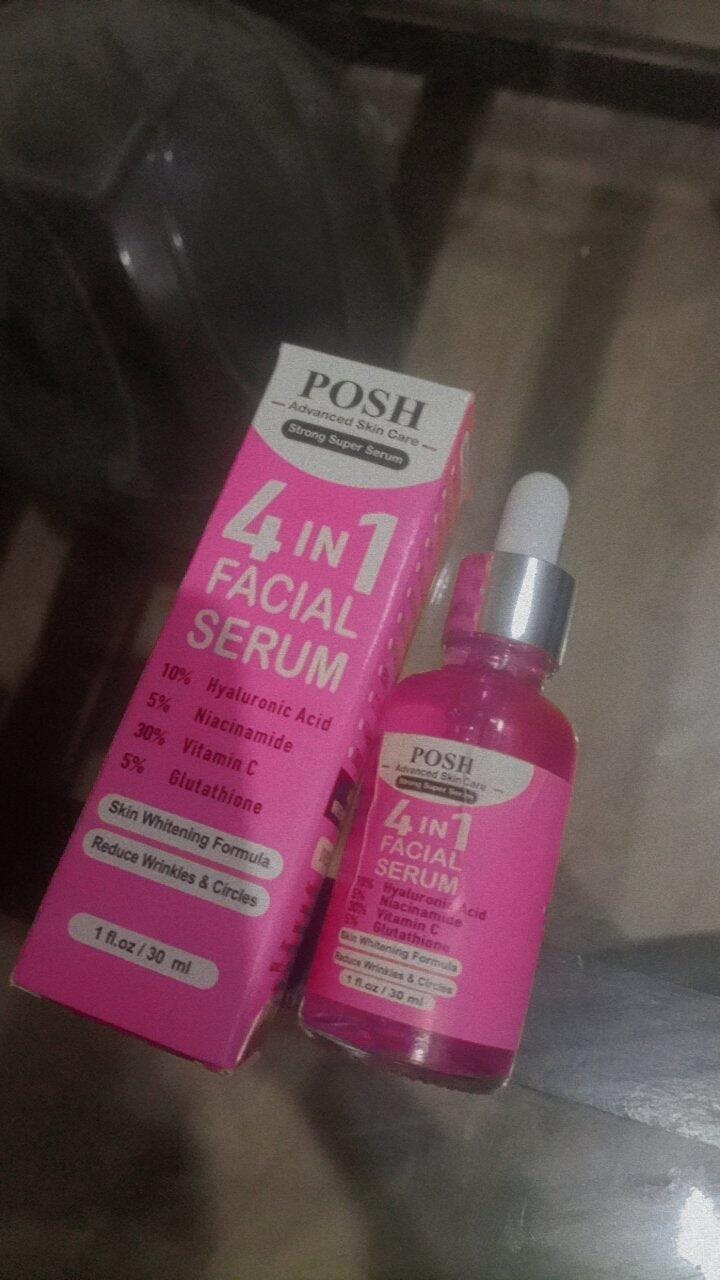 POSH
Advanced Skin Care
Strong Super Serum
4 IN 1
FACIAL
SERUM
10% Hyaluronic Acid
5% Niacinamide
30% Vitamin C
5% Glutathione
Skin Whitening Formula
Reduce Wrinkles & Circles
1 fl.oz / 30 ml
POSH
Advanced Skin Care
Strong Super Serum
4 IN 1
FACIAL
SERUM
Hyaluronic Acid
Niacinamide
Vitamin C
Glutathione
Skin Whitening Formula
Reduce Wrinkles & Circles
1 fl.oz / 30 ml